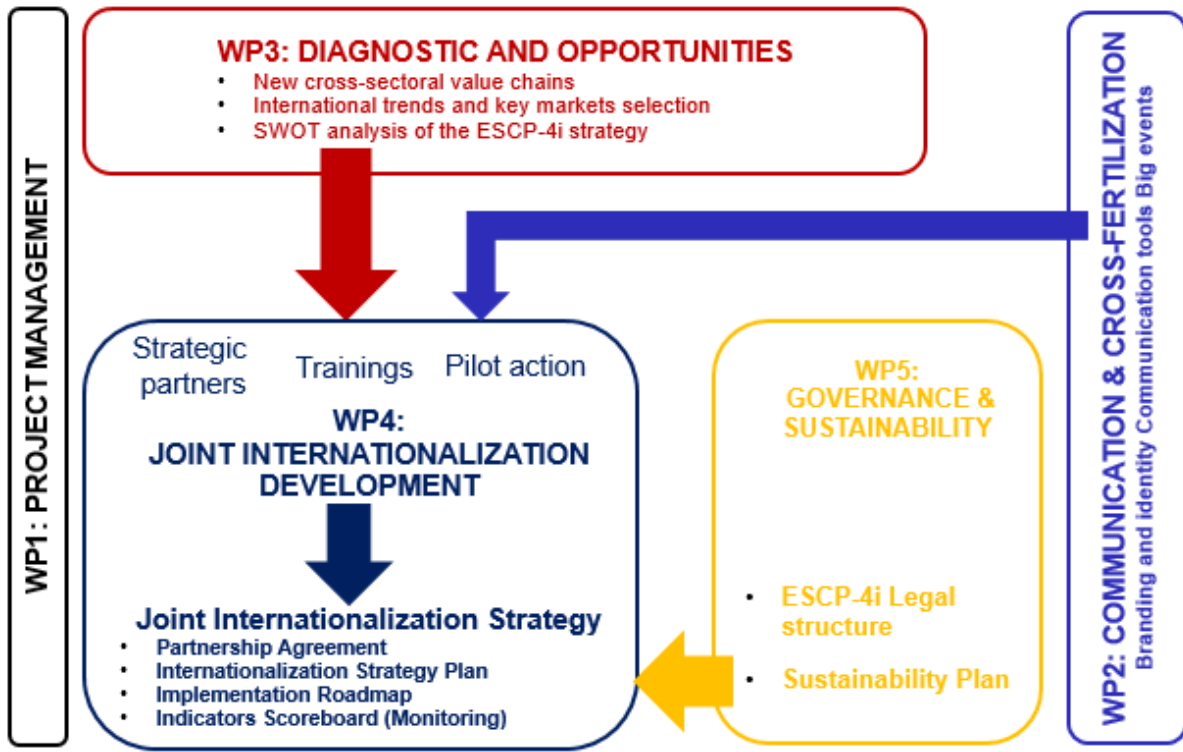 WP1: PROJECT MANAGEMENT
WP3: DIAGNOSTIC AND OPPORTUNITIES
• New cross-sectoral value chains
• International trends and key markets selection
• SWOT analysis of the ESCP-4i strategy
Strategic
partners
Trainings
Pilot action
WP4:
JOINT INTERNATIONALIZATION
DEVELOPMENT
Joint Internationalization Strategy
• Partnership Agreement
• Internationalization Strategy Plan
• Implementation Roadmap
• Indicators Scoreboard (Monitoring)
WP5:
GOVERNANCE &
SUSTAINABILITY
• ESCP-4i Legal
structure
• Sustainability Plan
WP2: COMMUNICATION & CROSS-FERTILIZATION
Branding and identity Communication tools Big events